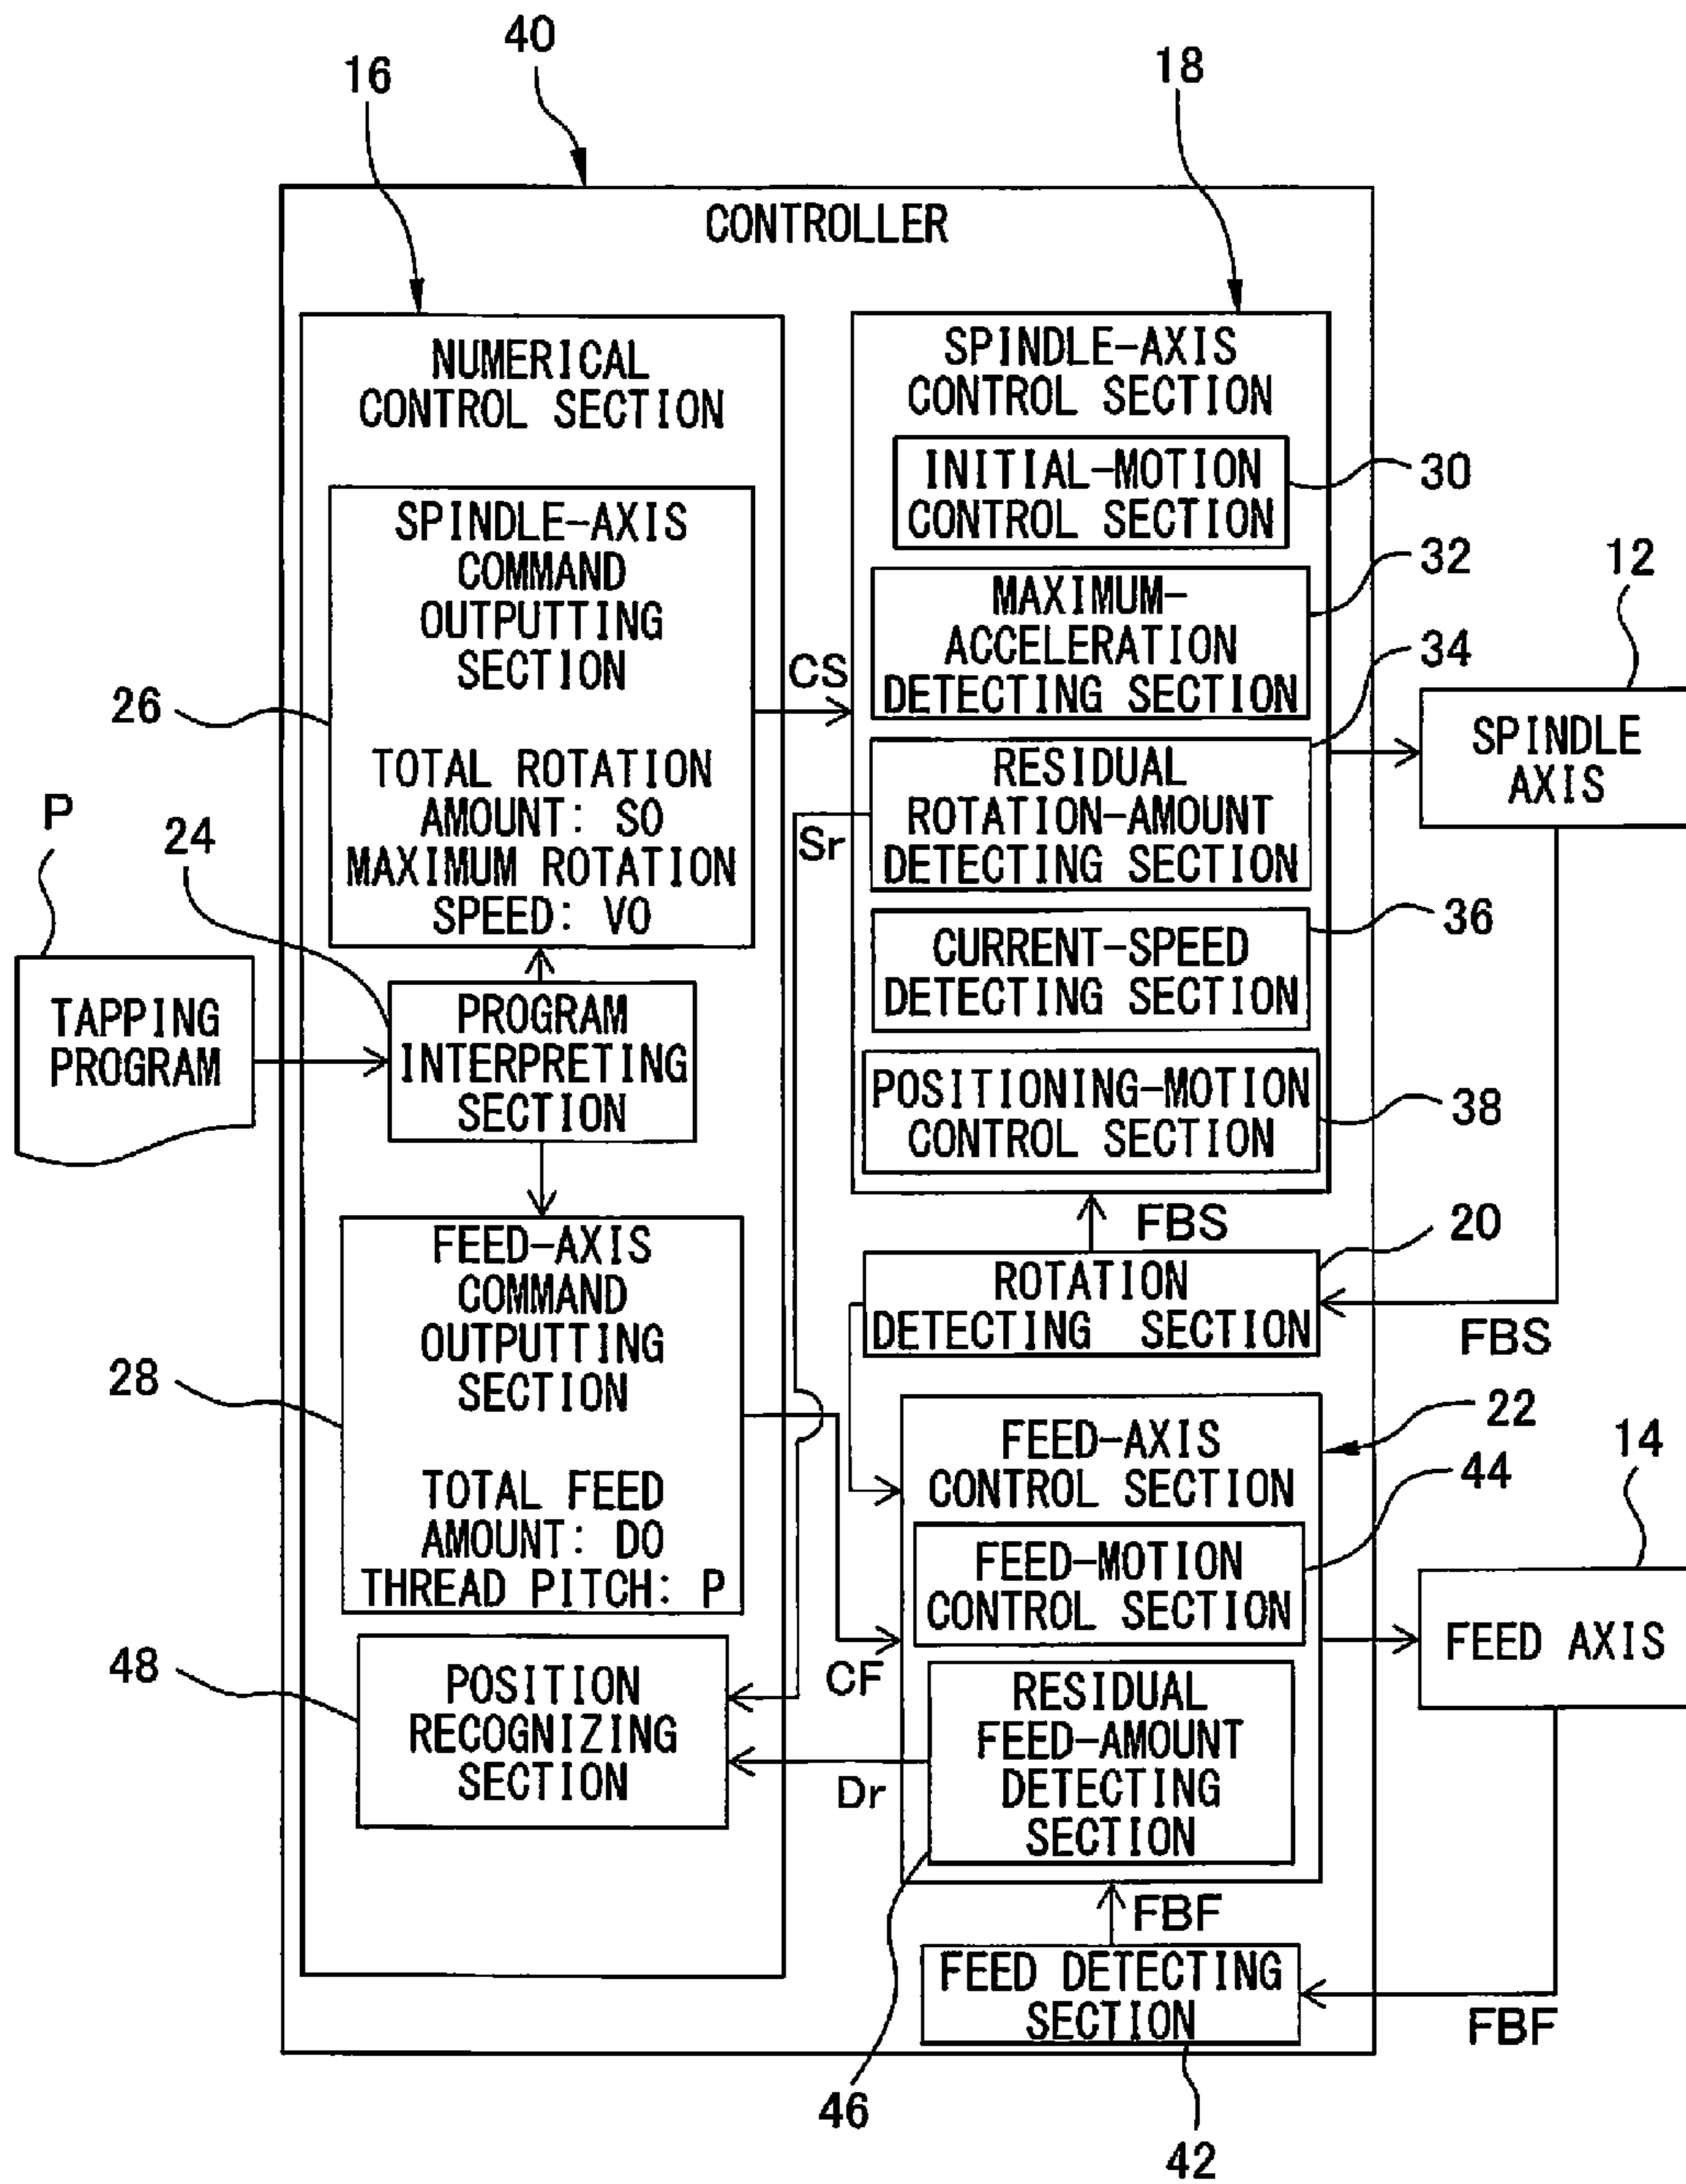 40
16
18
CONTROLLER
NUMERICAL
CONTROL SECTION
SPINDLE-AXIS
COMMAND
OUTPUTTING
SECTION
TOTAL ROTATION
AMOUNT: S0
MAXIMUM ROTATION
SPEED: V0
26
P
24
TAPPING
PROGRAM
PROGRAM
INTERPRETING
SECTION
FEED-AXIS
COMMAND
OUTPUTTING
SECTION
TOTAL FEED
AMOUNT: D0
THREAD PITCH: P
28
48
POSITION
RECOGNIZING
SECTION
CS
Sr
CF
Dr
SPINDLE-AXIS
CONTROL SECTION
INITIAL-MOTION
CONTROL SECTION
30
MAXIMUM-
ACCELERATION
DETECTING SECTION
32
RESIDUAL
ROTATION-AMOUNT
DETECTING SECTION
34
CURRENT-SPEED
DETECTING SECTION
36
POSITIONING-MOTION
CONTROL SECTION
38
12
SPINDLE
AXIS
FBS
20
ROTATION
DETECTING SECTION
FBS
FEED-AXIS
CONTROL SECTION
22
FEED-MOTION
CONTROL SECTION
44
14
FEED AXIS
RESIDUAL
FEED-AMOUNT
DETECTING
SECTION
46
FBF
FEED DETECTING
SECTION
FBF
42